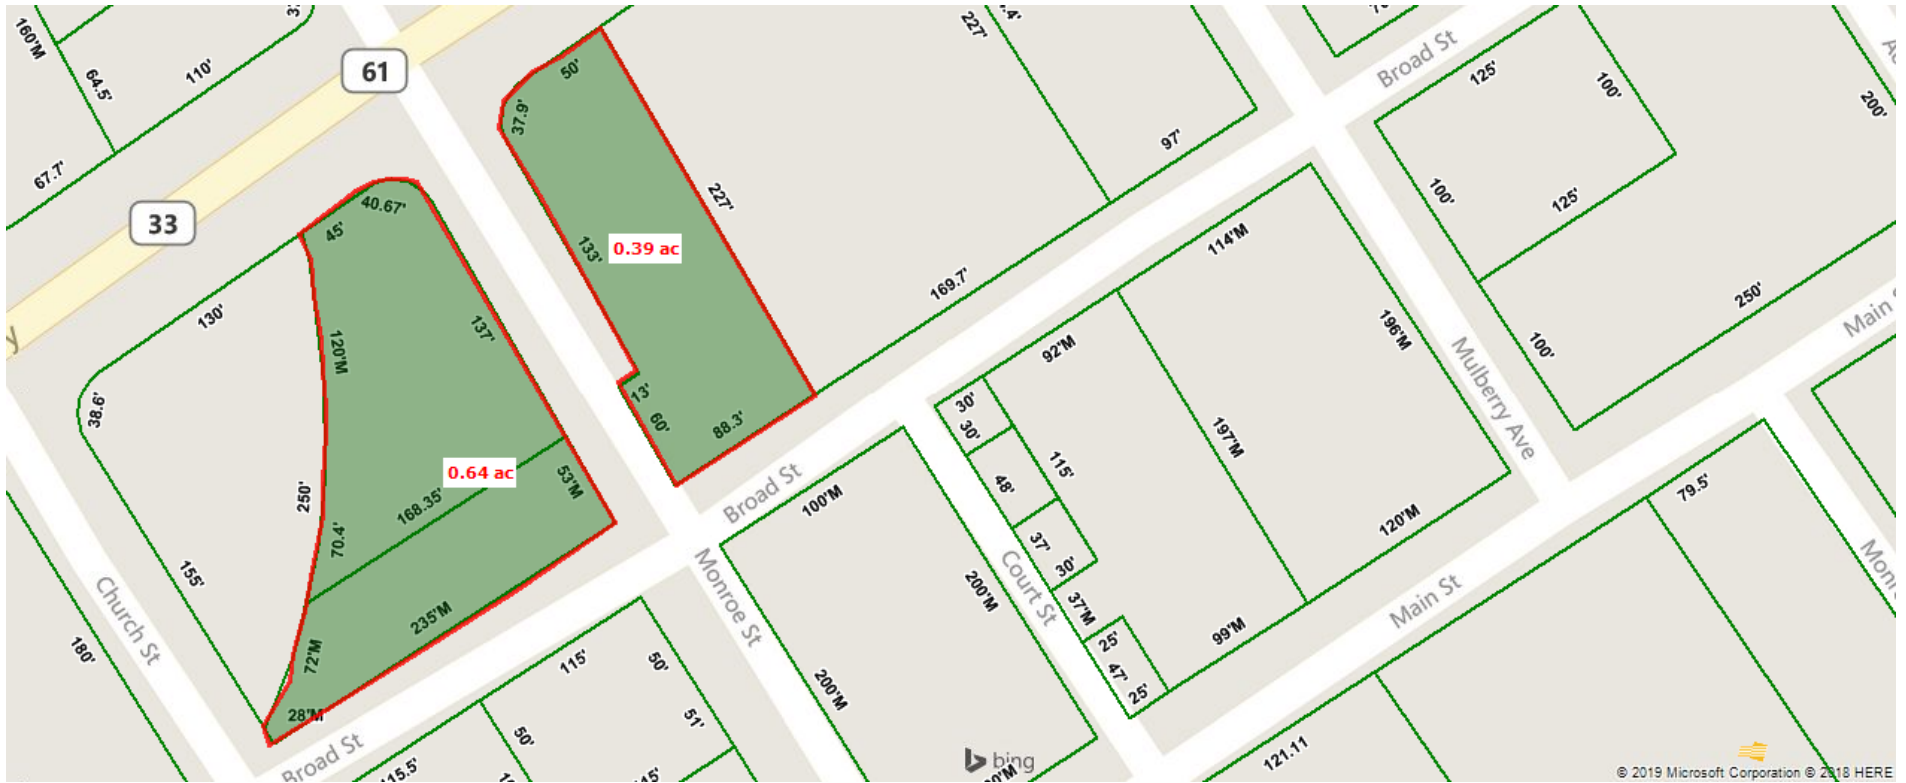 160'M
64.5'
110'
67.7'
61
33
50'
37.9'
227'
133'
0.39 ac
13'
60'
88.3'
45'
40.67'
130'
120'M
137'
38.6'
0.64 ac
250'
168.35'
53'M
70.4'
155'
235'M
72'M
28'M
180'
Church St
Broad St
227'
97'
169.7'
Broad St
125'
100'
200'
100'
125'
250'
100'
Main
Mulberry Ave
114'M
92'M
196'M
197'M
30'
30'
115'
48'
37'
30'
37'M
25'
47'
25'
99'M
120'M
Court St
Main St
79.5'
Broad St
100'M
Monroe St
200'M
200'M
115'
50'
51'
50'
121.11
bing
© 2019 Microsoft Corporation © 2018 HERE